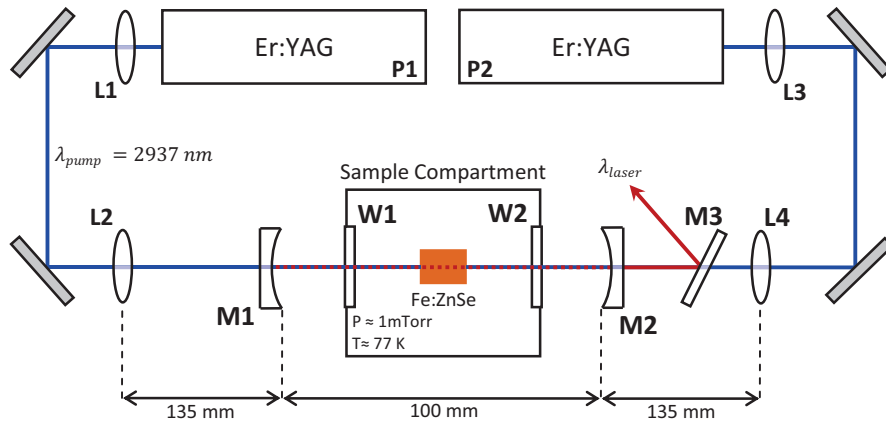 Er:YAG
P1
Er:YAG
P2
L1
L3
λpump = 2937 nm
Sample Compartment
λlaser
L2
W1
W2
M3
L4
Fe:ZnSe
M1
P ≈ 1mTorr
T≈ 77 K
M2
135 mm
100 mm
135 mm